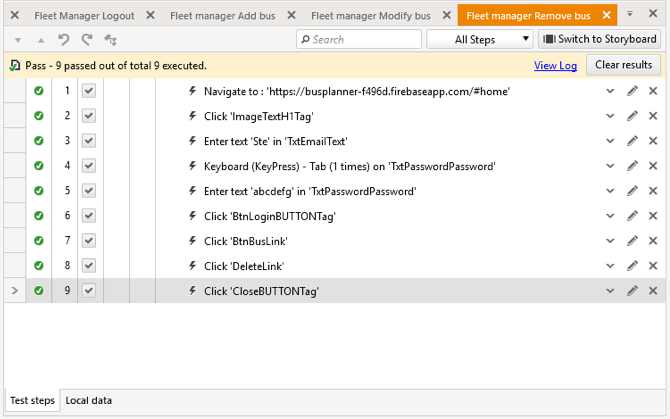 Fleet Manager Logout
Fleet manager Add bus
Fleet manager Modify bus
Fleet manager Remove bus
Search
All Steps
Switch to Storyboard
Pass - 9 passed out of total 9 executed.
View Log
Clear results
1 Navigate to : 'https://busplanner-f496d.firebaseapp.com/#home'
2 Click 'ImageTextH1Tag'
3 Enter text 'Ste' in 'TxtEmailText'
4 Keyboard (KeyPress) - Tab (1 times) on 'TxtPasswordPassword'
5 Enter text 'abcdefg' in 'TxtPasswordPassword'
6 Click 'BtnLoginBUTTONTag'
7 Click 'BtnBusLink'
8 Click 'DeleteLink'
9 Click 'CloseBUTTONTag'
Test steps
Local data